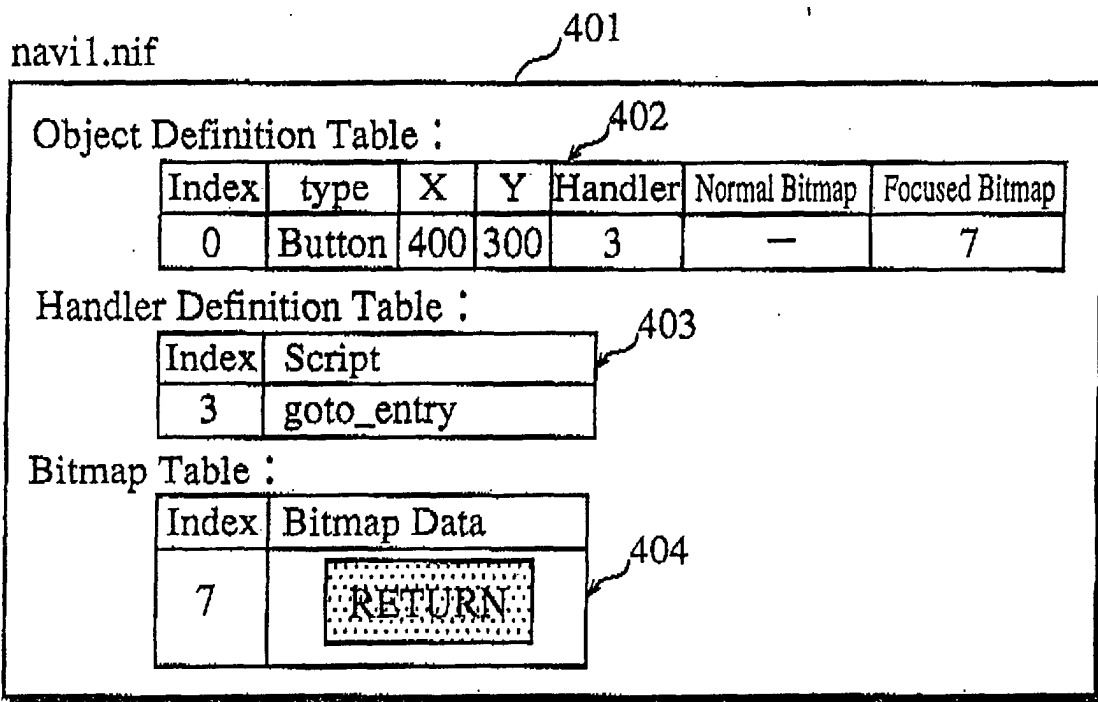 401
navi1.nif
Object Definition Table :
402
Index type X Y Handler Normal Bitmap Focused Bitmap
0 Button 400 300 3 — 7
Handler Definition Table :
403
Index Script
3 goto_entry
Bitmap Table :
Index Bitmap Data
404
7 RETURN